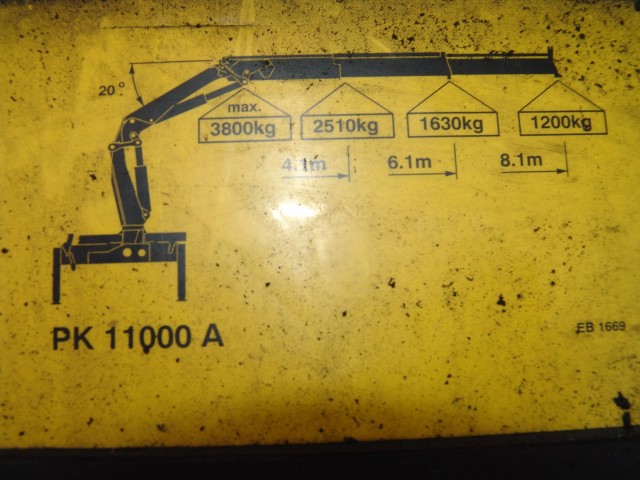 20°
max.
3800kg 2510kg 1630kg 1200kg
4.1m 6.1m 8.1m
PK 11000 A
EB 1669